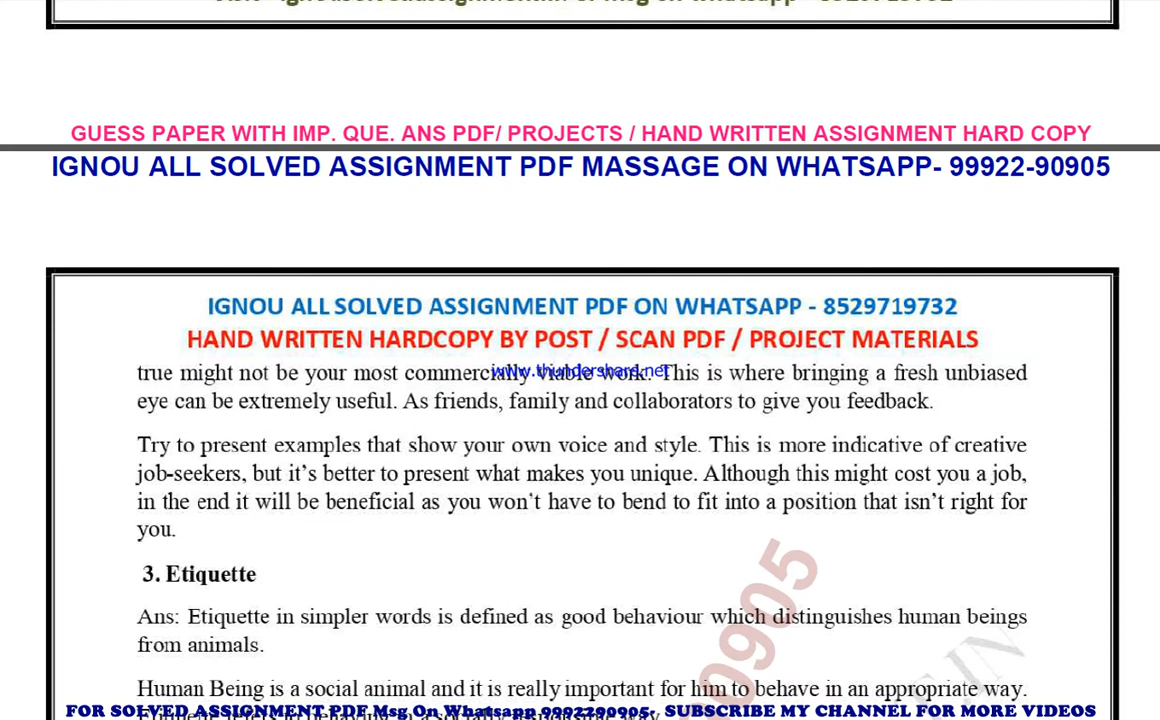 GUESS PAPER WITH IMP. QUE. ANS PDF/ PROJECTS / HAND WRITTEN ASSIGNMENT HARD COPY
IGNOU ALL SOLVED ASSIGNMENT PDF MASSAGE ON WHATSAPP- 99922-90905
IGNOU ALL SOLVED ASSIGNMENT PDF ON WHATSAPP - 8529719732
HAND WRITTEN HARDCOPY BY POST / SCAN PDF / PROJECT MATERIALS
www.thundershare.net
true might not be your most commercially viable work. This is where bringing a fresh unbiased
eye can be extremely useful. As friends, family and collaborators to give you feedback.
Try to present examples that show your own voice and style. This is more indicative of creative
job-seekers, but it's better to present what makes you unique. Although this might cost you a job,
in the end it will be beneficial as you won't have to bend to fit into a position that isn't right for
you.
3. Etiquette
Ans: Etiquette in simpler words is defined as good behaviour which distinguishes human beings
from animals.
Human Being is a social animal and it is really important for him to behave in an appropriate way.
FOR SOLVED ASSIGNMENT PDF Msg On Whatsapp 9992290905, SUBSCRIBE MY CHANNEL FOR MORE VIDEOS